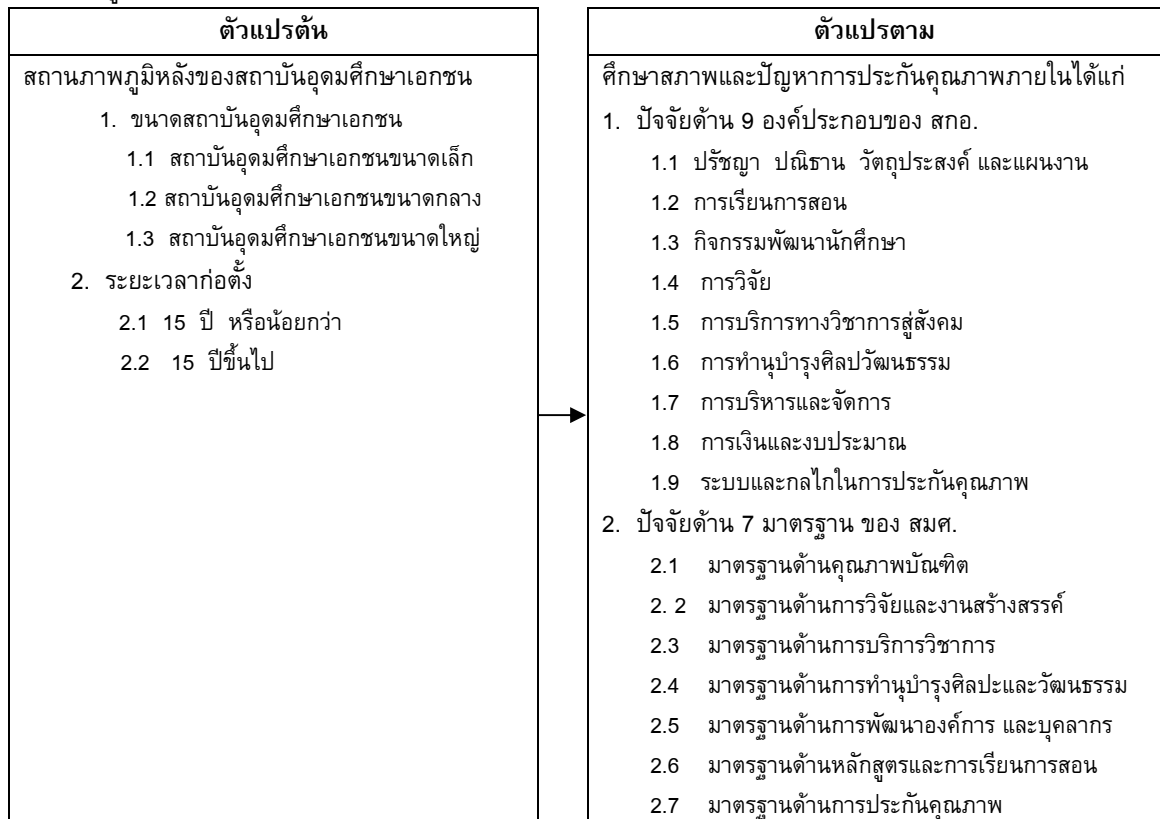 ตัวแปรต้น
สถานภาพภูมิหลังของสถาบันอุดมศึกษาเอกชน
1. ขนาดสถาบันอุดมศึกษาเอกชน
1.1 สถาบันอุดมศึกษาเอกชนขนาดเล็ก
1.2 สถาบันอุดมศึกษาเอกชนขนาดกลาง
1.3 สถาบันอุดมศึกษาเอกชนขนาดใหญ่
2. ระยะเวลาก่อตั้ง
2.1 15 ปี หรือน้อยกว่า
2.2 15 ปีขึ้นไป
ตัวแปรตาม
ศึกษาสภาพและปัญหาการประกันคุณภาพภายในได้แก่
1. ปัจจัยด้าน 9 องค์ประกอบของ สกอ.
1.1 ปรัชญา ปณิธาน วัตถุประสงค์ และแผนงาน
1.2 การเรียนการสอน
1.3 กิจกรรมพัฒนานักศึกษา
1.4 การวิจัย
1.5 การบริการทางวิชาการสู่สังคม
1.6 การทำนุบำรุงศิลปวัฒนธรรม
1.7 การบริหารและจัดการ
1.8 การเงินและงบประมาณ
1.9 ระบบและกลไกในการประกันคุณภาพ
2. ปัจจัยด้าน 7 มาตรฐาน ของ สมศ.
2.1 มาตรฐานด้านคุณภาพบัณฑิต
2. 2 มาตรฐานด้านการวิจัยและงานสร้างสรรค์
2.3 มาตรฐานด้านการบริการวิชาการ
2.4 มาตรฐานด้านการทำนุบำรุงศิลปะและวัฒนธรรม
2.5 มาตรฐานด้านการพัฒนาองค์การ และบุคลากร
2.6 มาตรฐานด้านหลักสูตรและการเรียนการสอน
2.7 มาตรฐานด้านการประกันคุณภาพ